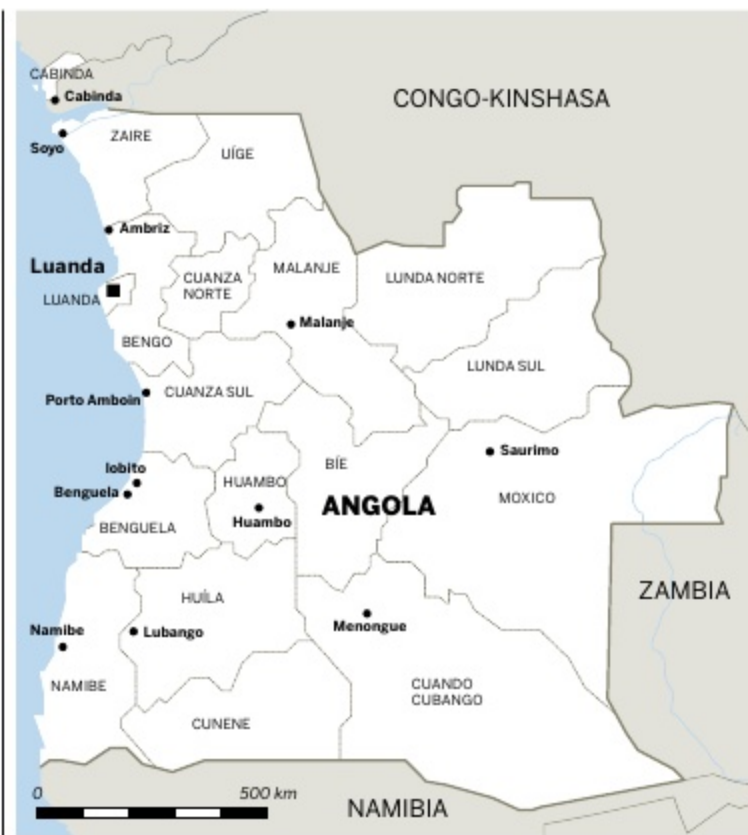 CABINDA
Cabinda
CONGO-KINSHASA
Soyo
ZAIRE
UÍGE
Ambriz
Luanda
LUANDA
CUANZA
NORTE
MALANJE
LUNDA NORTE
Malanje
BENGO
LUNDA SUL
Porto Amboin
CUANZA SUL
Saurimo
BÍE
lobito
Benguela
HUAMBO
Huambo
ANGOLA
MOXICO
BENGUELA
ZAMBIA
HUÍLA
Namibe
Lubango
Menongue
NAMIBE
CUANDO
CUBANGO
CUNENE
0
500 km
NAMIBIA